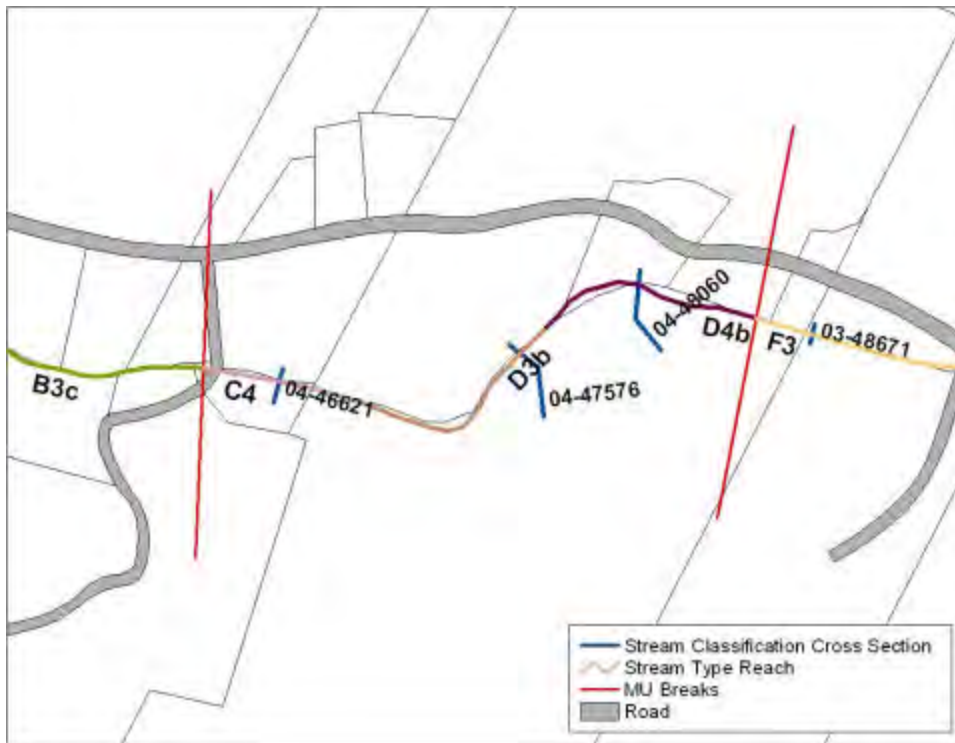 B3c
C4
04-46621
D3b
04-47576
04-48060
D4b
F3
03-48671
Stream Classification Cross Section
Stream Type Reach
MU Breaks
Road